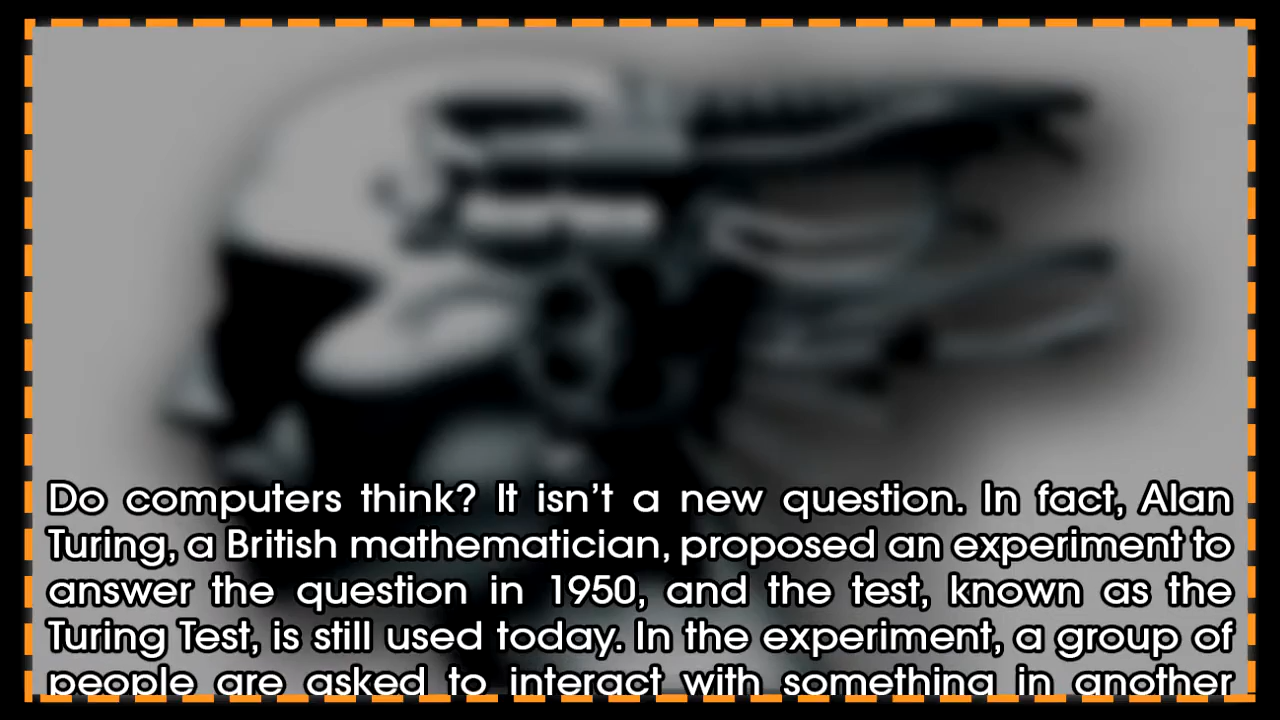 Do computers think? It isn’t a new question. In fact, Alan
Turing, a British mathematician, proposed an experiment to
answer the question in 1950, and the test, known as the
Turing Test, is still used today. In the experiment, a group of
people are asked to interact with something in another